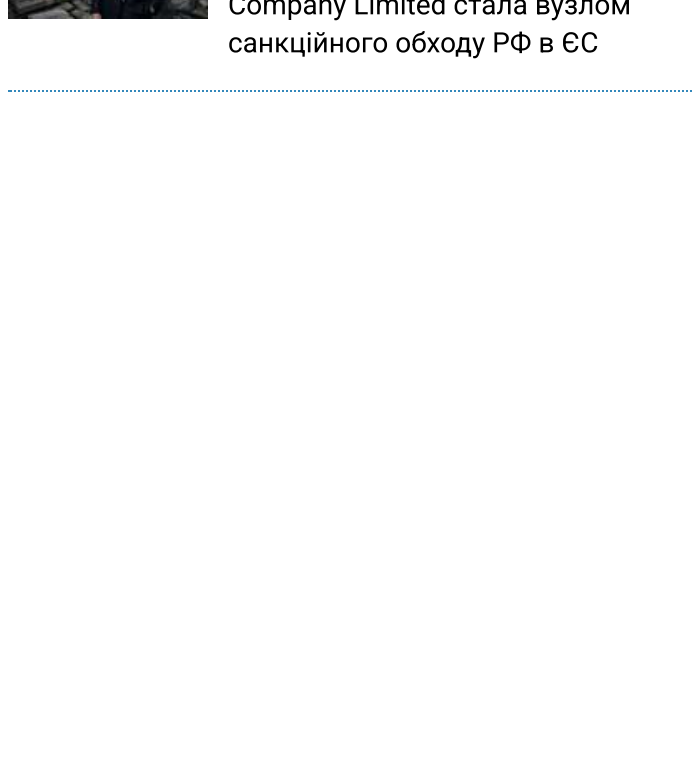 Company Limited стала вузлом
санкційного обходу РФ в ЄС